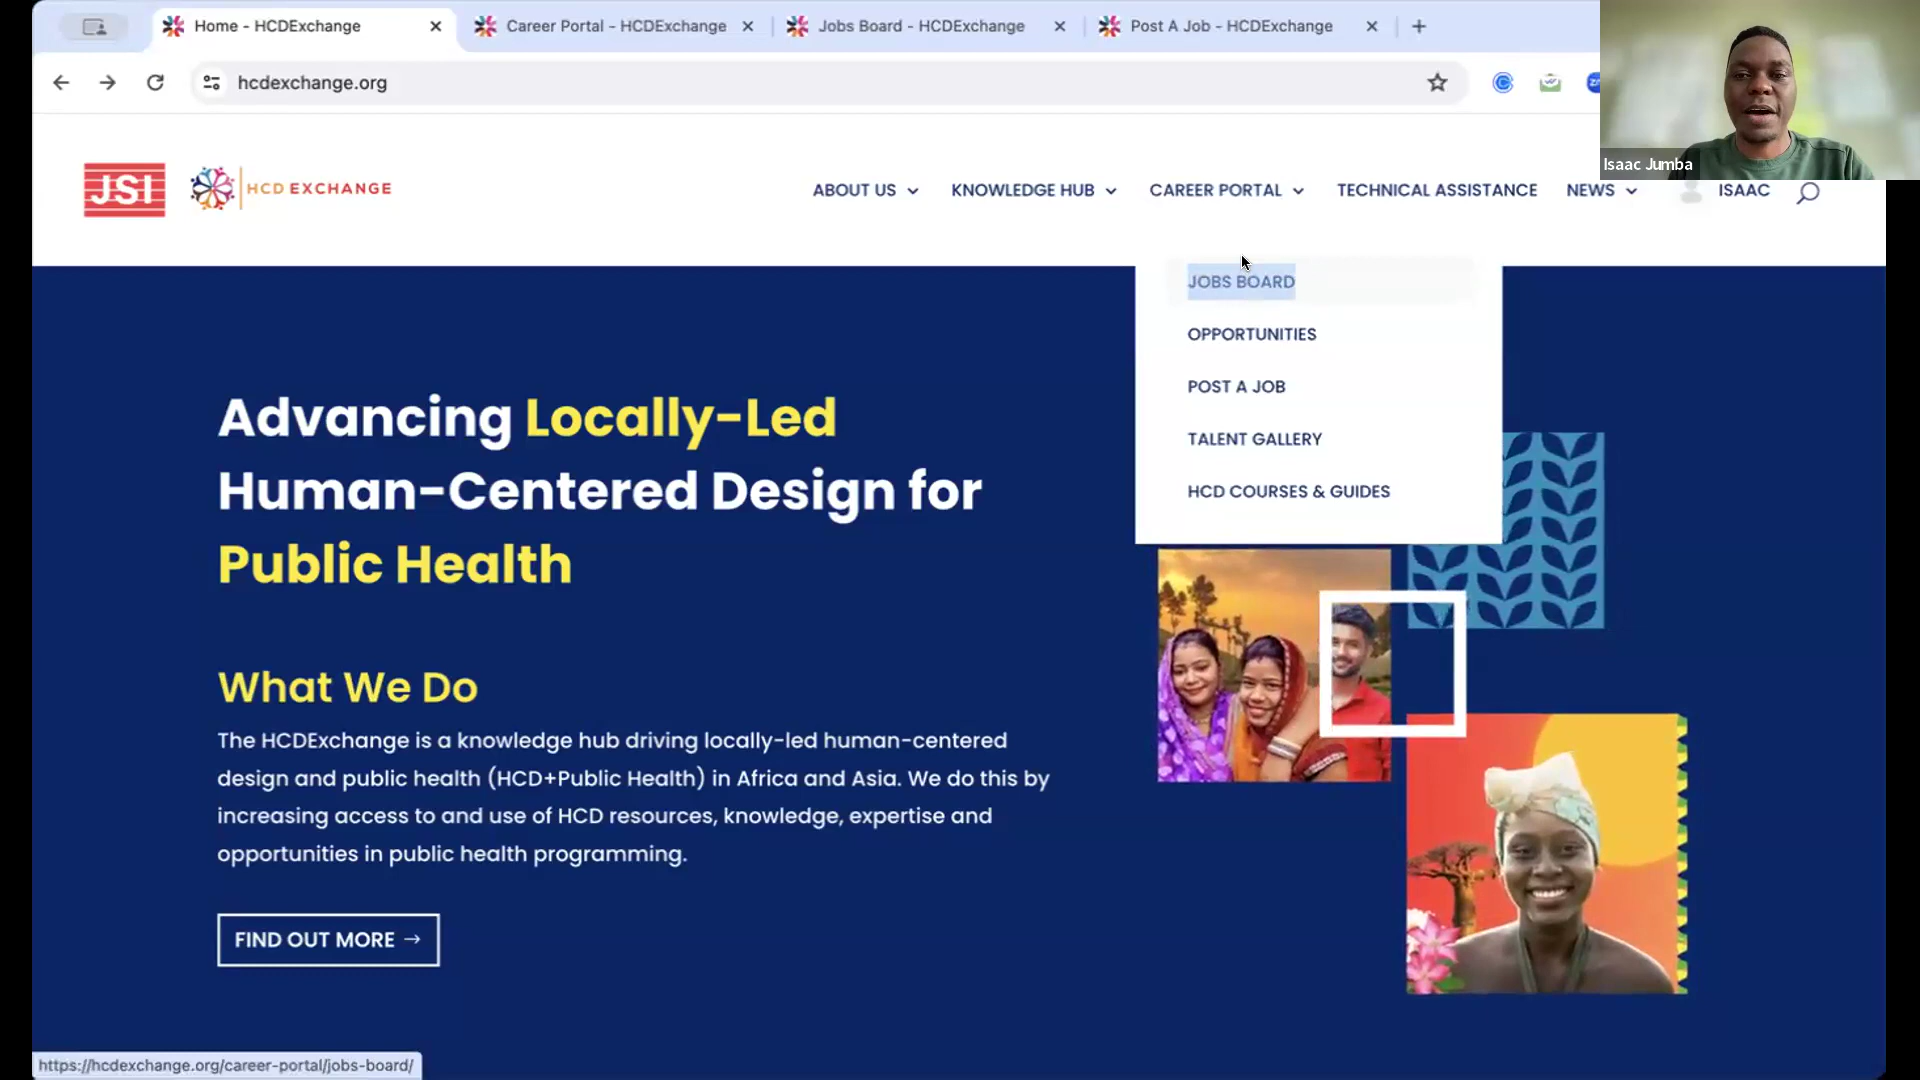 Home - HCDExchange
Career Portal - HCDExchange
Jobs Board - HCDExchange
Post A Job - HCDExchange
hcdexchange.org
Isaac Jumba
JSI
HCD EXCHANGE
ABOUT US
KNOWLEDGE HUB
CAREER PORTAL
TECHNICAL ASSISTANCE
NEWS
ISAAC
JOBS BOARD
OPPORTUNITIES
POST A JOB
TALENT GALLERY
HCD COURSES & GUIDES
Advancing Locally-Led
Human-Centered Design for
Public Health
What We Do
The HCDExchange is a knowledge hub driving locally-led human-centered
design and public health (HCD+Public Health) in Africa and Asia. We do this by
increasing access to and use of HCD resources, knowledge, expertise and
opportunities in public health programming.
FIND OUT MORE →
https://hcdexchange.org/career-portal/jobs-board/